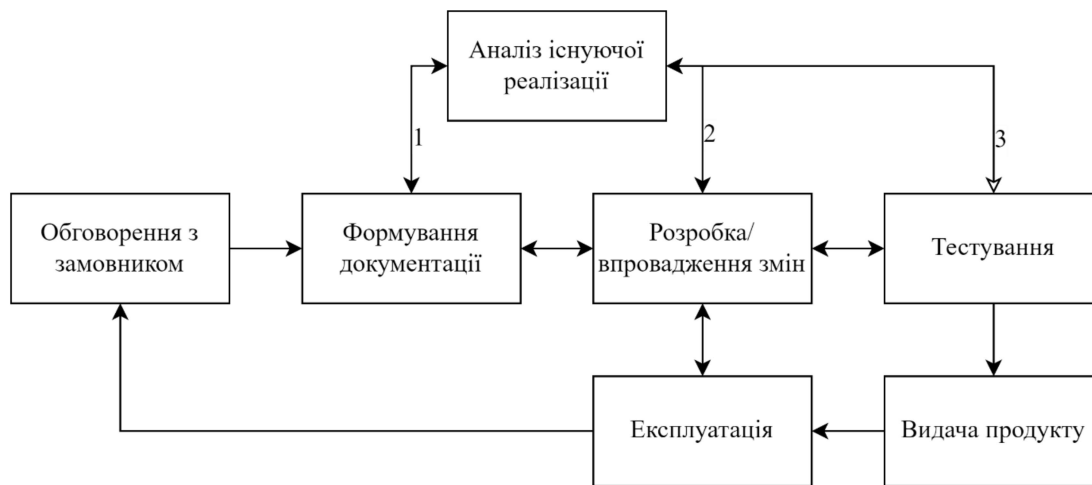 Аналіз існуючої
реалізації
1
2
3
Обговорення з
замовником
Формування
документації
Розробка/
впровадження змін
Тестування
Експлуатація
Видача продукту